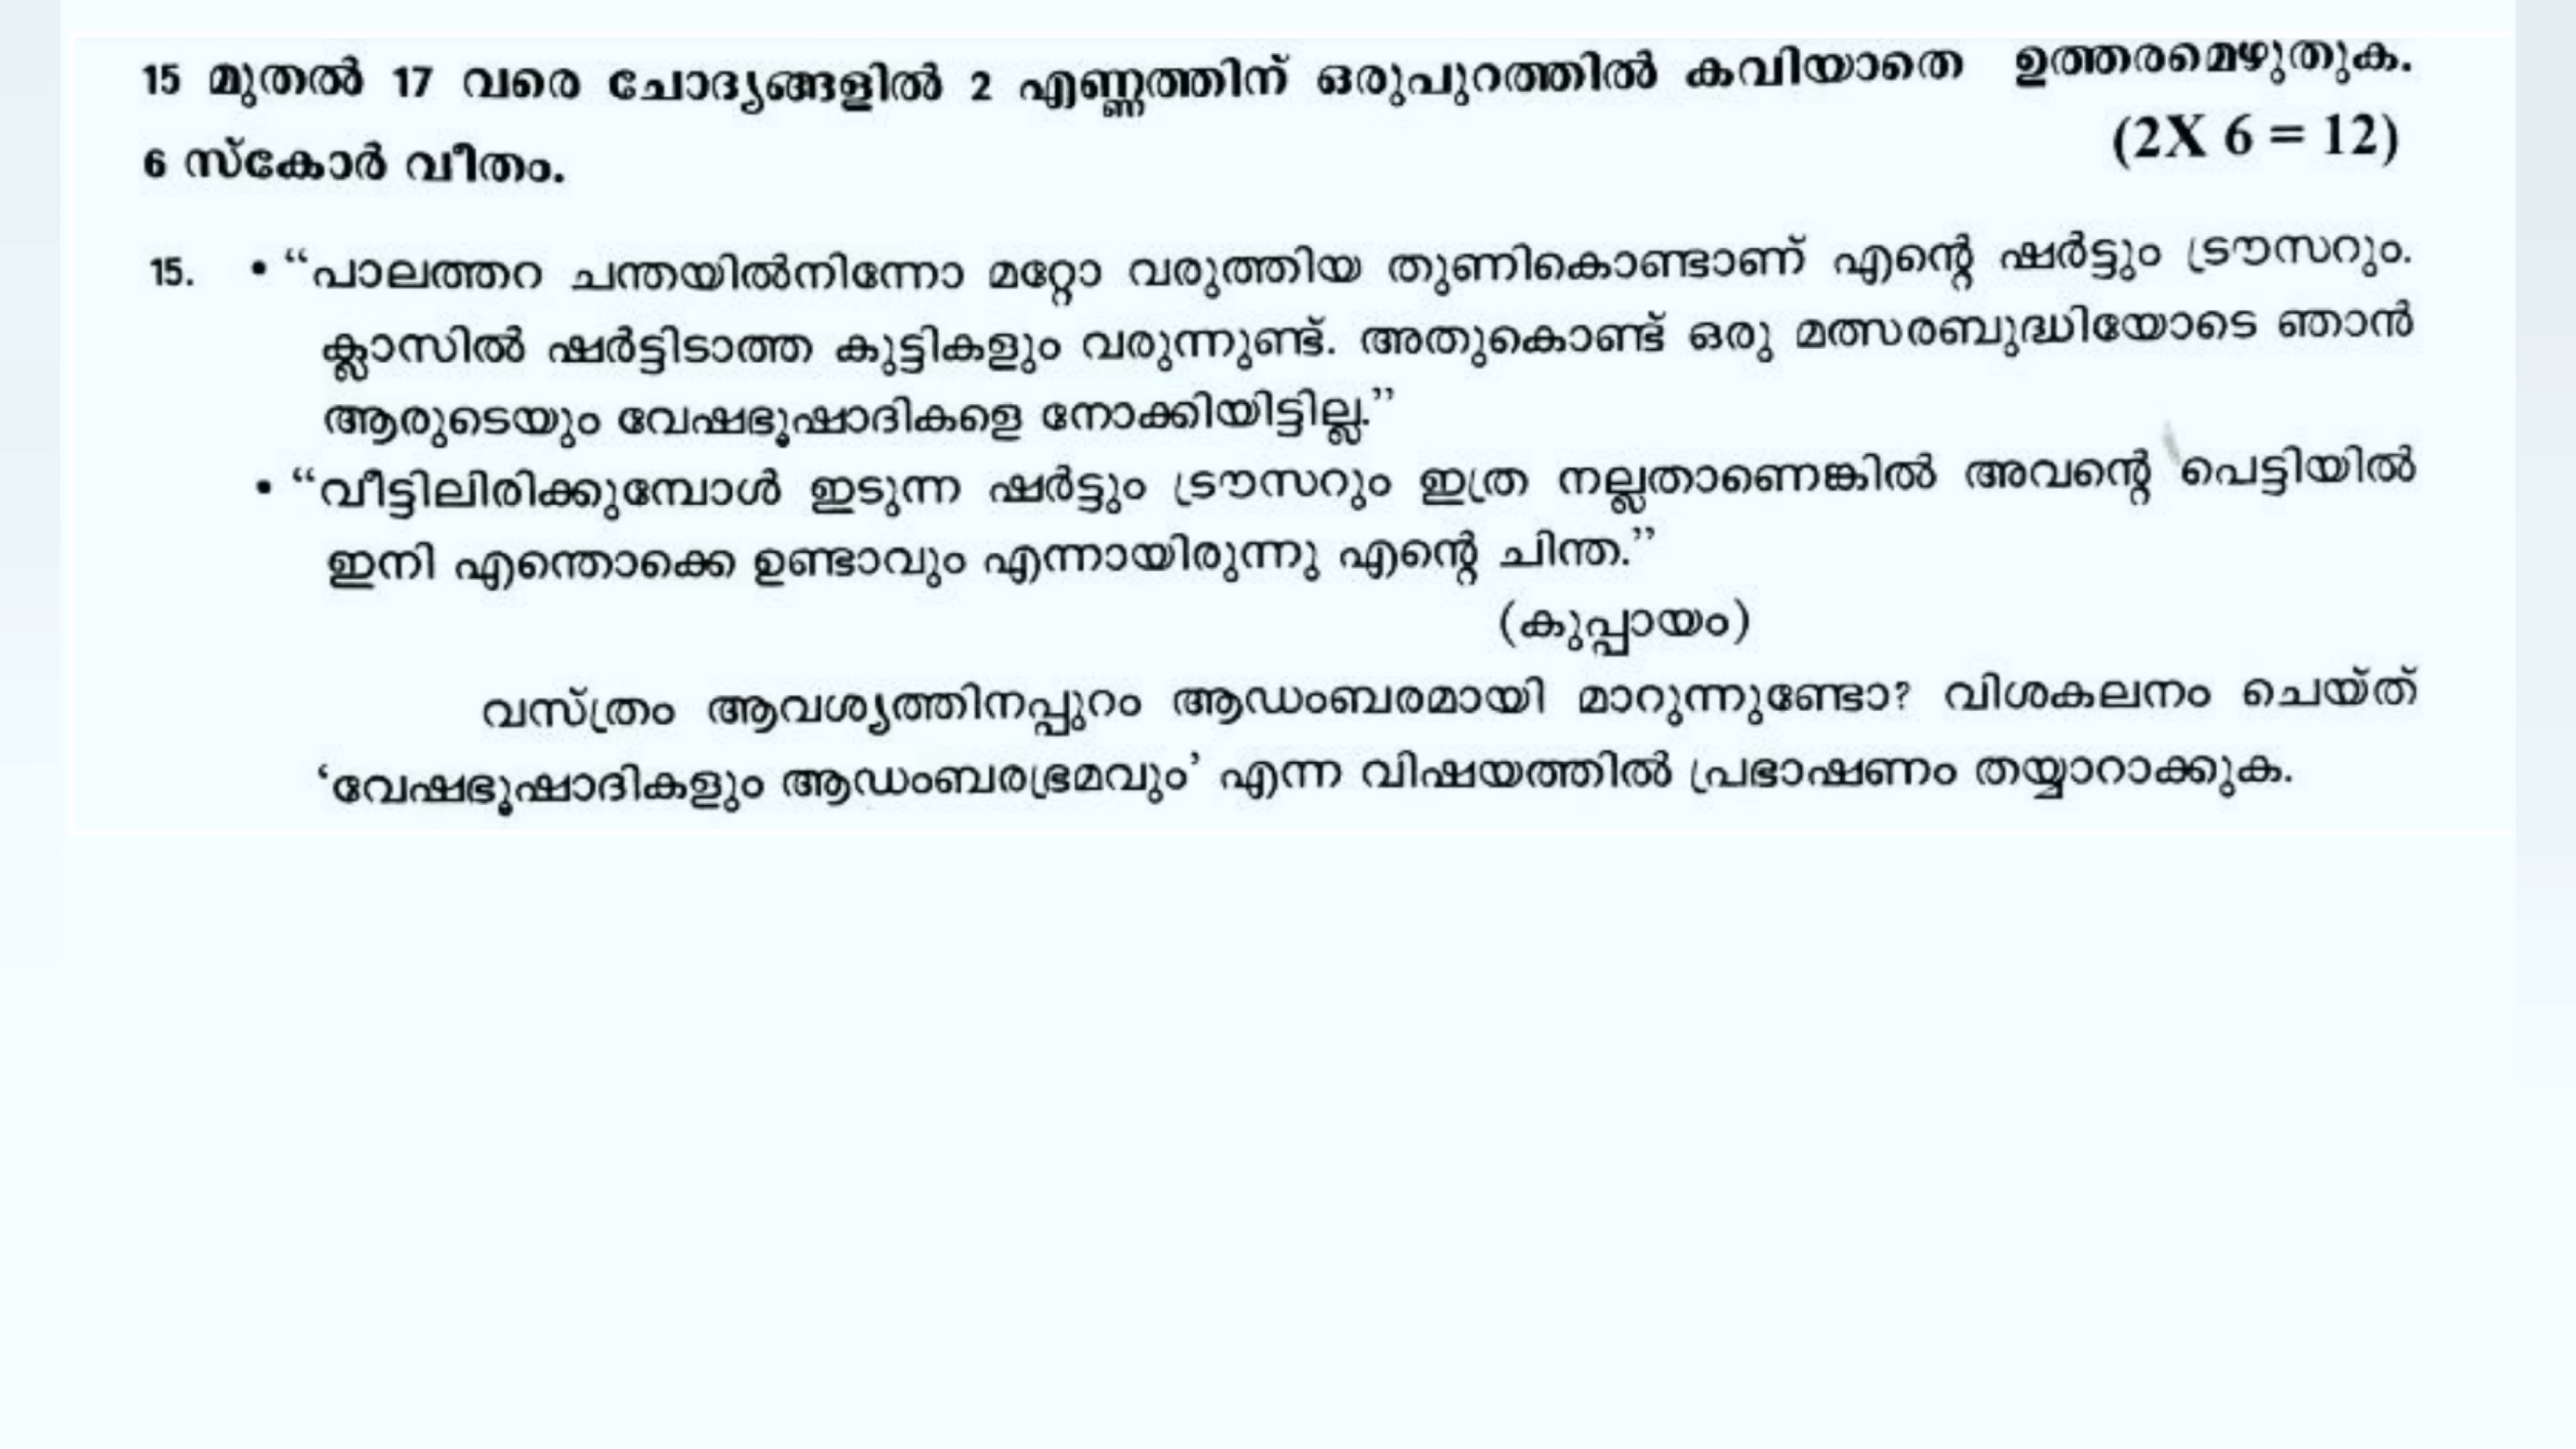 15 മുതൽ 17 വരെ ചോദ്യങ്ങളിൽ 2 എണ്ണത്തിന് ഒരുപുറത്തിൽ കവിയാതെ ഉത്തരമെഴുതുക.
6 സ്കോർ വീതം. (2X 6 = 12)
15. • “പാലത്തറ ചന്തയിൽനിന്നോ മറ്റോ വരുത്തിയ തുണികൊണ്ടാണ് എന്റെ ഷർട്ടും ട്രൗസറും.
ക്ലാസിൽ ഷർട്ടിടാത്ത കുട്ടികളും വരുന്നുണ്ട്. അതുകൊണ്ട് ഒരു മത്സരബുദ്ധിയോടെ ഞാൻ
ആരുടെയും വേഷഭൂഷാദികളെ നോക്കിയിട്ടില്ല.”
• “വീട്ടിലിരിക്കുമ്പോൾ ഇടുന്ന ഷർട്ടും ട്രൗസറും ഇത്ര നല്ലതാണെങ്കിൽ അവന്റെ പെട്ടിയിൽ
ഇനി എന്തൊക്കെ ഉണ്ടാവും എന്നായിരുന്നു എന്റെ ചിന്ത.”
(കുപ്പായം)
വസ്ത്രം ആവശ്യത്തിനപ്പുറം ആഡംബരമായി മാറുന്നുണ്ടോ? വിശകലനം ചെയ്ത്
‘വേഷഭൂഷാദികളും ആഡംബരഭ്രമവും’ എന്ന വിഷയത്തിൽ പ്രഭാഷണം തയ്യാറാക്കുക.